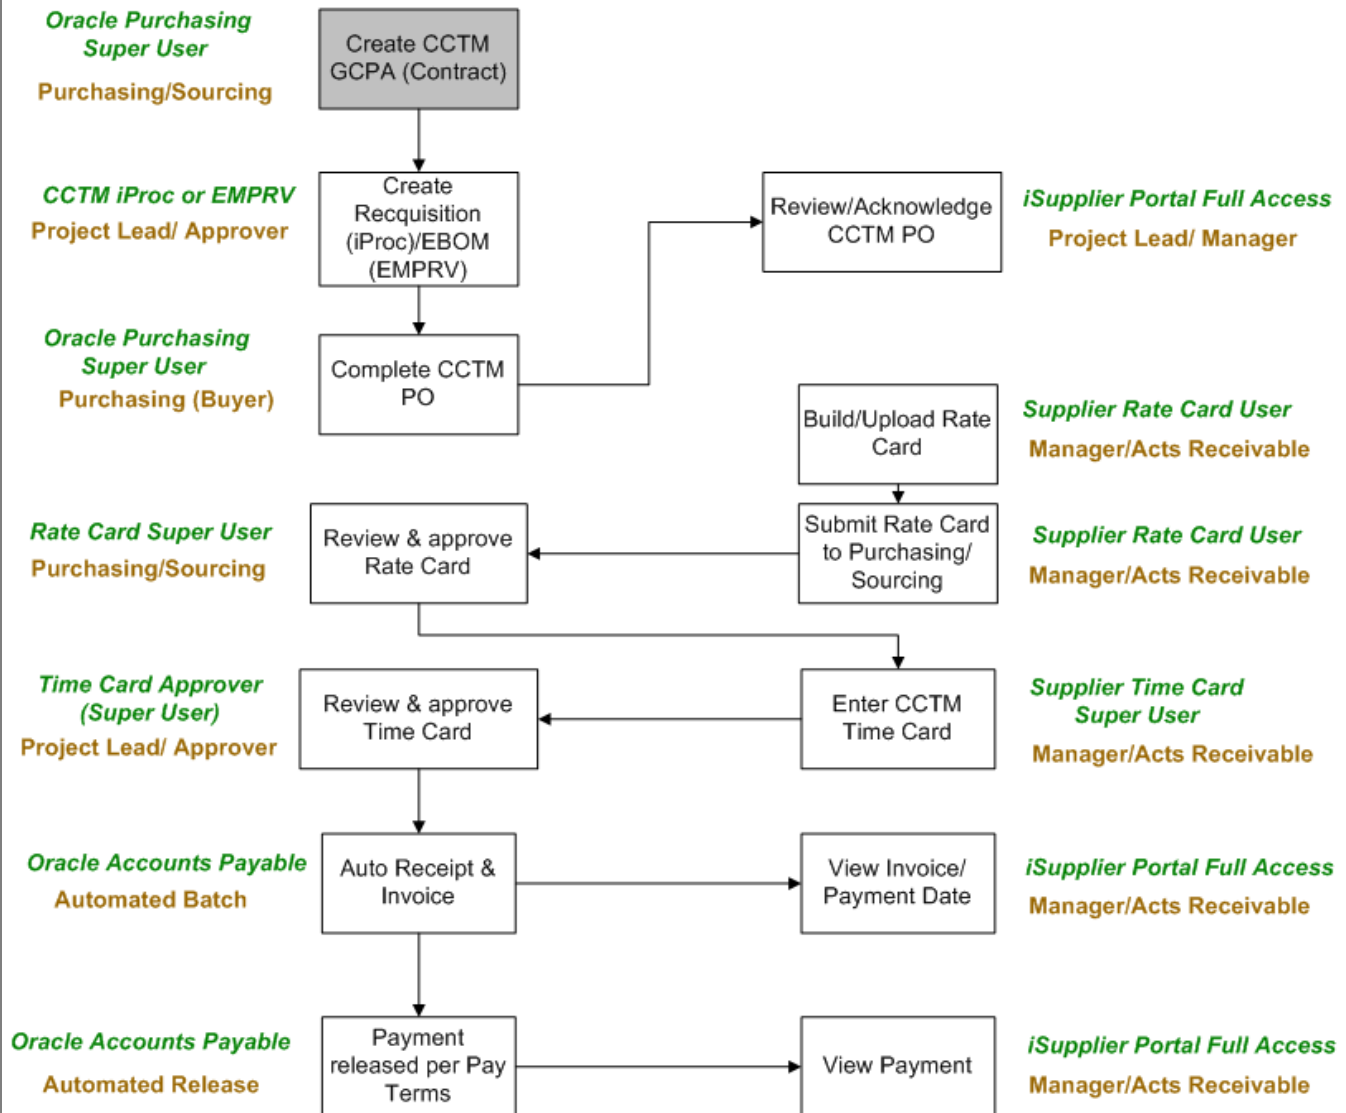 Oracle Purchasing
Super User
Purchasing/Sourcing
Create CCTM
GCPA (Contract)
CCTM iProc or EMPRV
Project Lead/ Approver
Create
Recquisition
(iProc)/EBOM
(EMPRV)
Review/Acknowledge
CCTM PO
iSupplier Portal Full Access
Project Lead/ Manager
Oracle Purchasing
Super User
Purchasing (Buyer)
Complete CCTM
PO
Build/Upload Rate
Card
Supplier Rate Card User
Manager/Acts Receivable
Rate Card Super User
Purchasing/Sourcing
Review & approve
Rate Card
Submit Rate Card
to Purchasing/
Sourcing
Supplier Rate Card User
Manager/Acts Receivable
Time Card Approver
(Super User)
Project Lead/ Approver
Review & approve
Time Card
Enter CCTM
Time Card
Supplier Time Card
Super User
Manager/Acts Receivable
Oracle Accounts Payable
Automated Batch
Auto Receipt &
Invoice
View Invoice/
Payment Date
iSupplier Portal Full Access
Manager/Acts Receivable
Oracle Accounts Payable
Automated Release
Payment
released per Pay
Terms
View Payment
iSupplier Portal Full Access
Manager/Acts Receivable